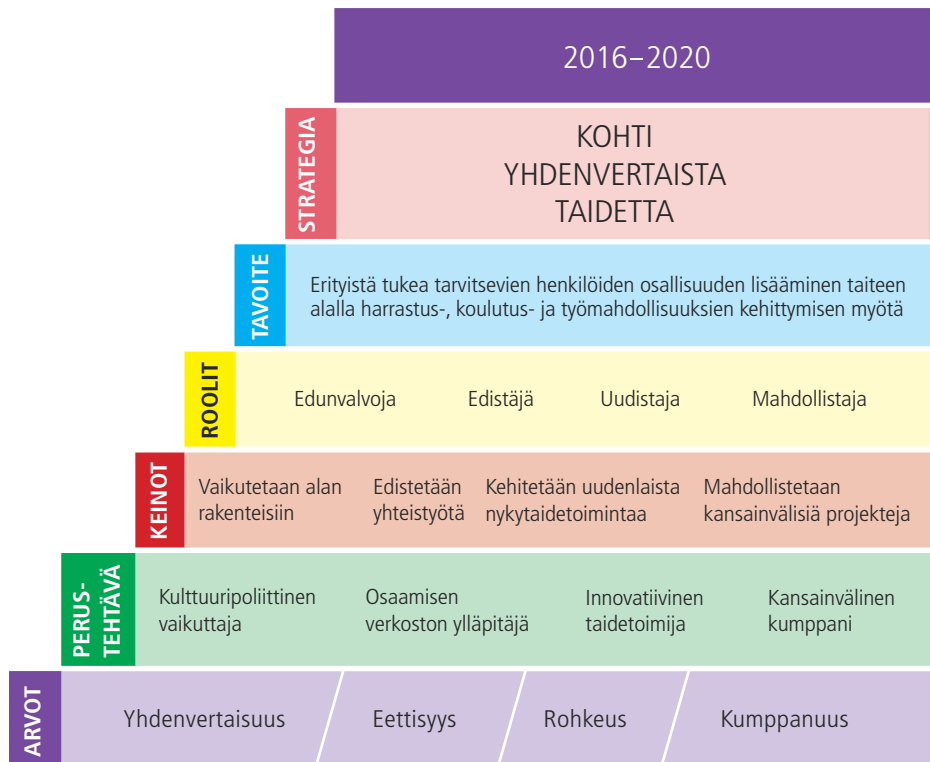 2016–2020
STRATEGIA
KOHTI
YHDENVERTAISTA
TAIDETTA
TAVOITE
Erityistä tukea tarvitsevien henkilöiden osallisuuden lisääminen taiteen
alalla harrastus-, koulutus- ja työmahdollisuuksien kehittymisen myötä
ROOLIT
Edunvalvoja
Edistäjä
Uudistaja
Mahdollistaja
KEINOT
Vaikutetaan alan
rakenteisiin
Edistetään
yhteistyötä
Kehitetään uudenlaista
nykytaidetoimintaa
Mahdollistetaan
kansainvälisiä projekteja
PERUS-
TEHTÄVÄ
Kulttuuripoliittinen
vaikuttaja
Osaamisen
verkoston ylläpitäjä
Innovatiivinen
taidetoimija
Kansainvälinen
kumppani
ARVOT
Yhdenvertaisuus
Eettisyys
Rohkeus
Kumppanuus